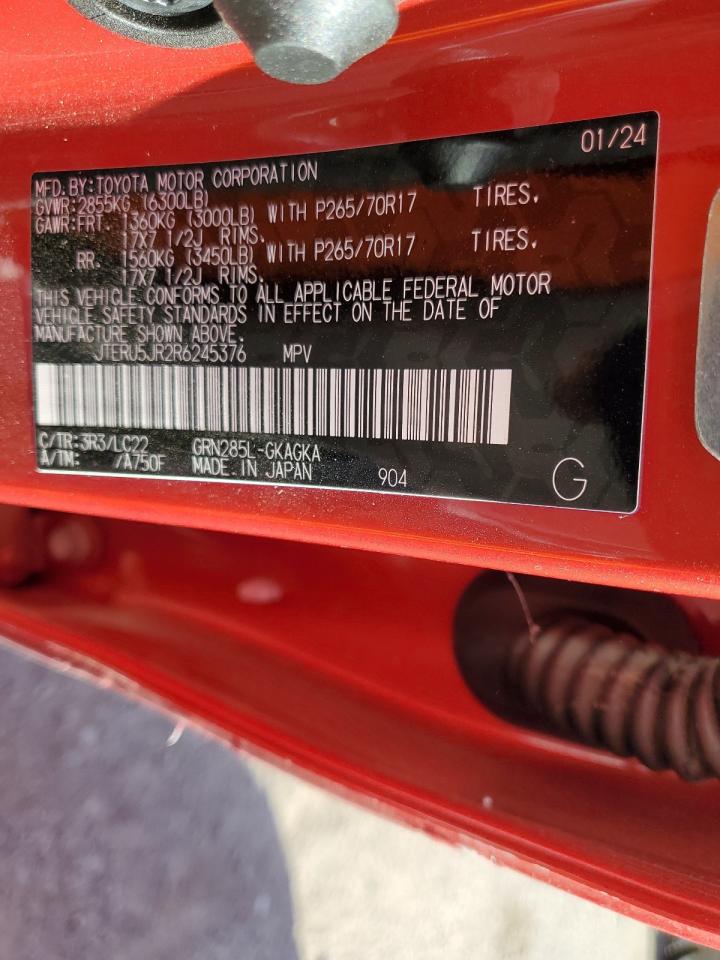 01/24
MFD. BY: TOYOTA MOTOR CORPORATION
GVWR: 2855KG (6300LB)
GAWR: FRT 1360KG (3000LB) WITH P265/70R17 TIRES,
17X7 1/2J RIMS.
RR. 1560KG (3450LB) WITH P265/70R17 TIRES,
17X7 1/2J RIMS.
THIS VEHICLE CONFORMS TO ALL APPLICABLE FEDERAL MOTOR
VEHICLE SAFETY STANDARDS IN EFFECT ON THE DATE OF
MANUFACTURE SHOWN ABOVE.
JTERU5JR2R6245376 MPV
C/TR: 3R3/LC22 GRN285L-GKAGKA
A/TM: /A750F MADE IN JAPAN 904 G